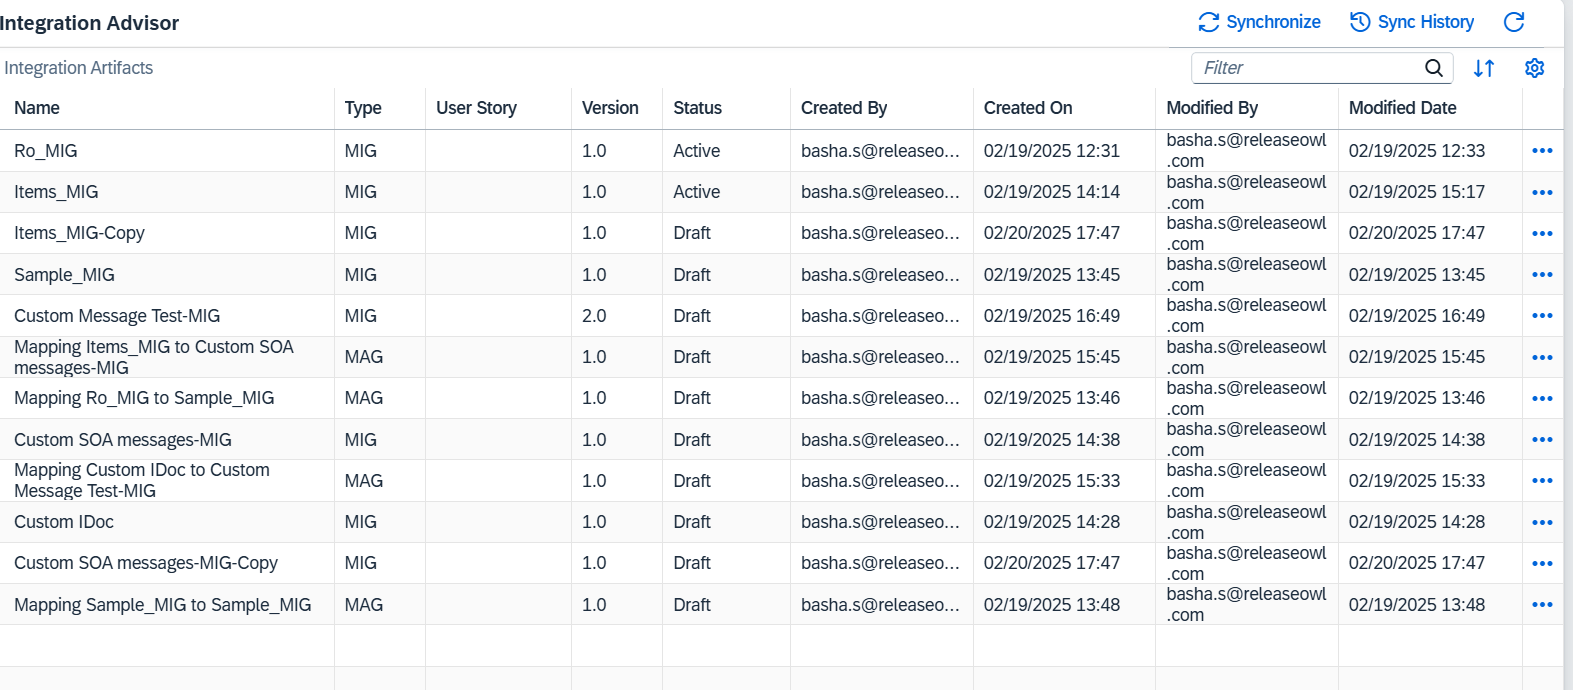 Integration Advisor
Synchronize
Sync History
Integration Artifacts
Filter
Name Type User Story Version Status Created By Created On Modified By Modified Date
Ro_MIG MIG 1.0 Active basha.s@releaseo... 02/19/2025 12:31 basha.s@releaseowl 02/19/2025 12:33
.com
Items_MIG MIG 1.0 Active basha.s@releaseo... 02/19/2025 14:14 basha.s@releaseowl 02/19/2025 15:17
.com
Items_MIG-Copy MIG 1.0 Draft basha.s@releaseo... 02/20/2025 17:47 basha.s@releaseowl 02/20/2025 17:47
.com
Sample_MIG MIG 1.0 Draft basha.s@releaseo... 02/19/2025 13:45 basha.s@releaseowl 02/19/2025 13:45
.com
Custom Message Test-MIG MIG 2.0 Draft basha.s@releaseo... 02/19/2025 16:49 basha.s@releaseowl 02/19/2025 16:49
.com
Mapping Items_MIG to Custom SOA MAG 1.0 Draft basha.s@releaseo... 02/19/2025 15:45 basha.s@releaseowl 02/19/2025 15:45
messages-MIG .com
Mapping Ro_MIG to Sample_MIG MAG 1.0 Draft basha.s@releaseo... 02/19/2025 13:46 basha.s@releaseowl 02/19/2025 13:46
.com
Custom SOA messages-MIG MIG 1.0 Draft basha.s@releaseo... 02/19/2025 14:38 basha.s@releaseowl 02/19/2025 14:38
.com
Mapping Custom IDoc to Custom MAG 1.0 Draft basha.s@releaseo... 02/19/2025 15:33 basha.s@releaseowl 02/19/2025 15:33
Message Test-MIG .com
Custom IDoc MIG 1.0 Draft basha.s@releaseo... 02/19/2025 14:28 basha.s@releaseowl 02/19/2025 14:28
.com
Custom SOA messages-MIG-Copy MIG 1.0 Draft basha.s@releaseo... 02/20/2025 17:47 basha.s@releaseowl 02/20/2025 17:47
.com
Mapping Sample_MIG to Sample_MIG MAG 1.0 Draft basha.s@releaseo... 02/19/2025 13:48 basha.s@releaseowl 02/19/2025 13:48
.com